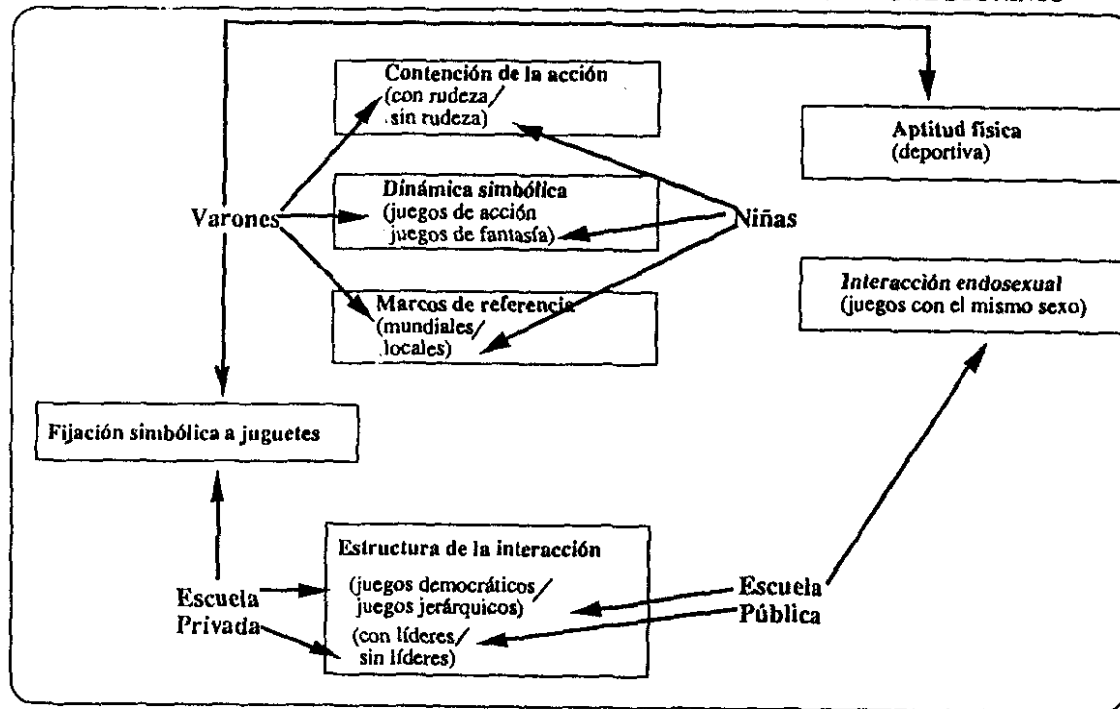 Contención de la acción
(con rudeza/
sin rudeza)
Aptitud física
(deportiva)
Dinámica simbólica
(juegos de acción
juegos de fantasía)
Varones
Niñas
Interacción endosexual
(juegos con el mismo sexo)
Marcos de referencia
(mundiales/
locales)
Fijación simbólica a juguetes
Estructura de la interacción
(juegos democráticos/
juegos jerárquicos)
(con líderes/
sin líderes)
Escuela
Privada
Escuela
Pública